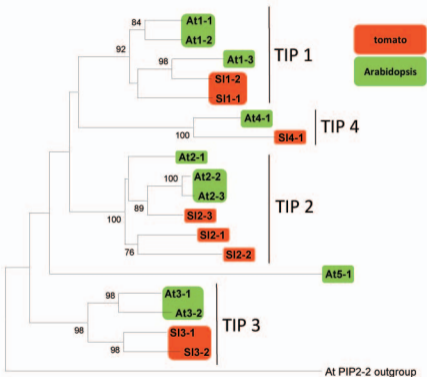 84
At1-1
At1-2
92
At1-3
98
Sl1-2
Sl1-1
TIP 1
tomato
Arabidopsis
At4-1
100
Sl4-1
TIP 4
At2-1
100
At2-2
At2-3
89
Sl2-3
100
Sl2-1
76
Sl2-2
TIP 2
At5-1
At3-1
98
At3-2
98
Sl3-1
98
Sl3-2
TIP 3
At PIP2-2 outgroup